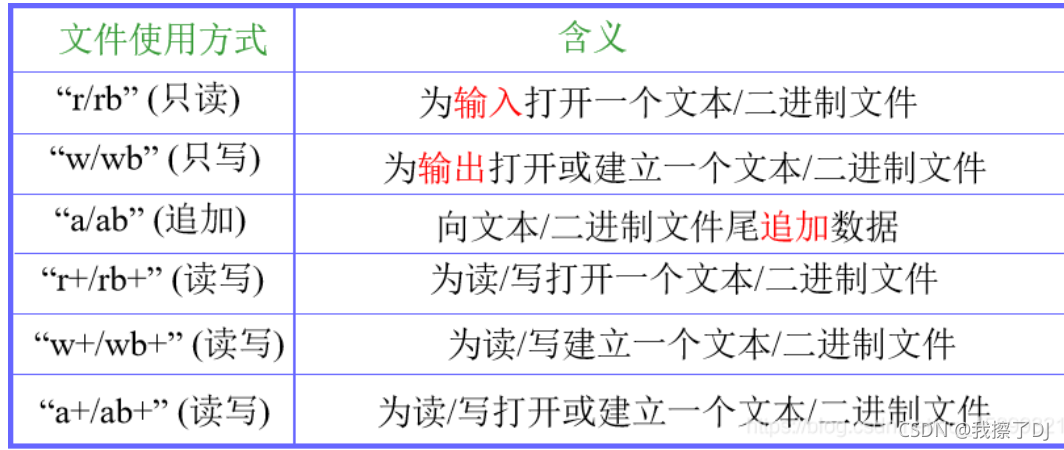 文件使用方式 含义
“r/rb” (只读) 为输入打开一个文本/二进制文件
“w/wb” (只写) 为输出打开或建立一个文本/二进制文件
“a/ab” (追加) 向文本/二进制文件尾追加数据
“r+/rb+” (读写) 为读/写打开一个文本/二进制文件
“w+/wb+” (读写) 为读/写建立一个文本/二进制文件
“a+/ab+” (读写) 为读/写打开或建立一个文本/二进制文件
CSDN @我擦了DJ